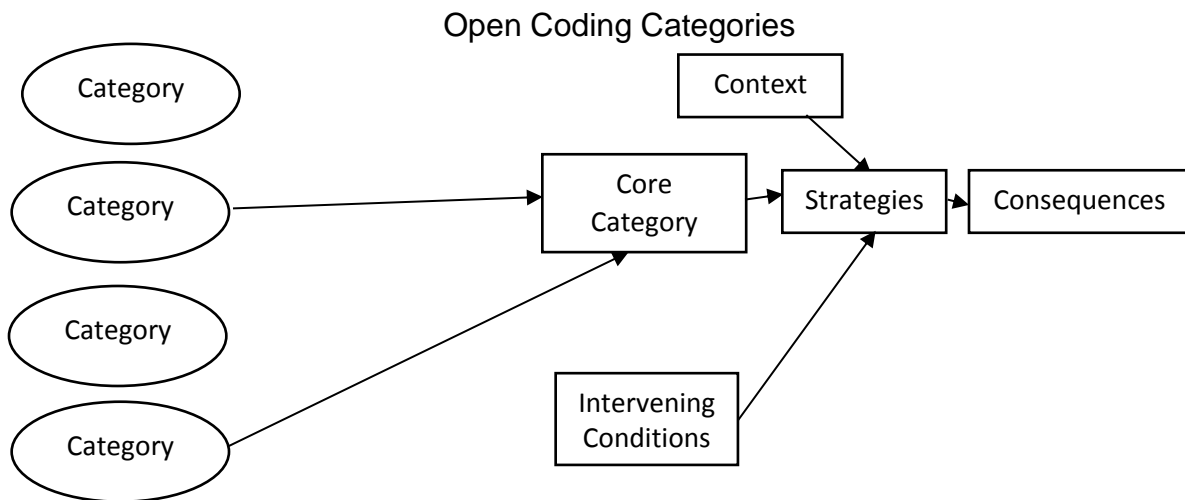 Open Coding Categories
Category
Context
Category
Core
Category
Strategies
Consequences
Category
Intervening
Conditions
Category